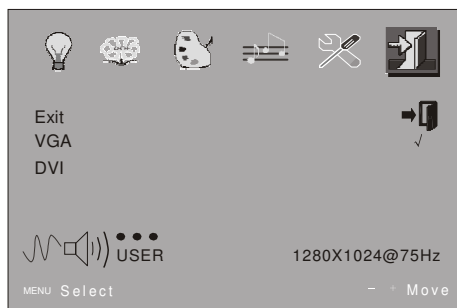 Exit
VGA √
DVI
USER 1280X1024@75Hz
MENU Select - + Move